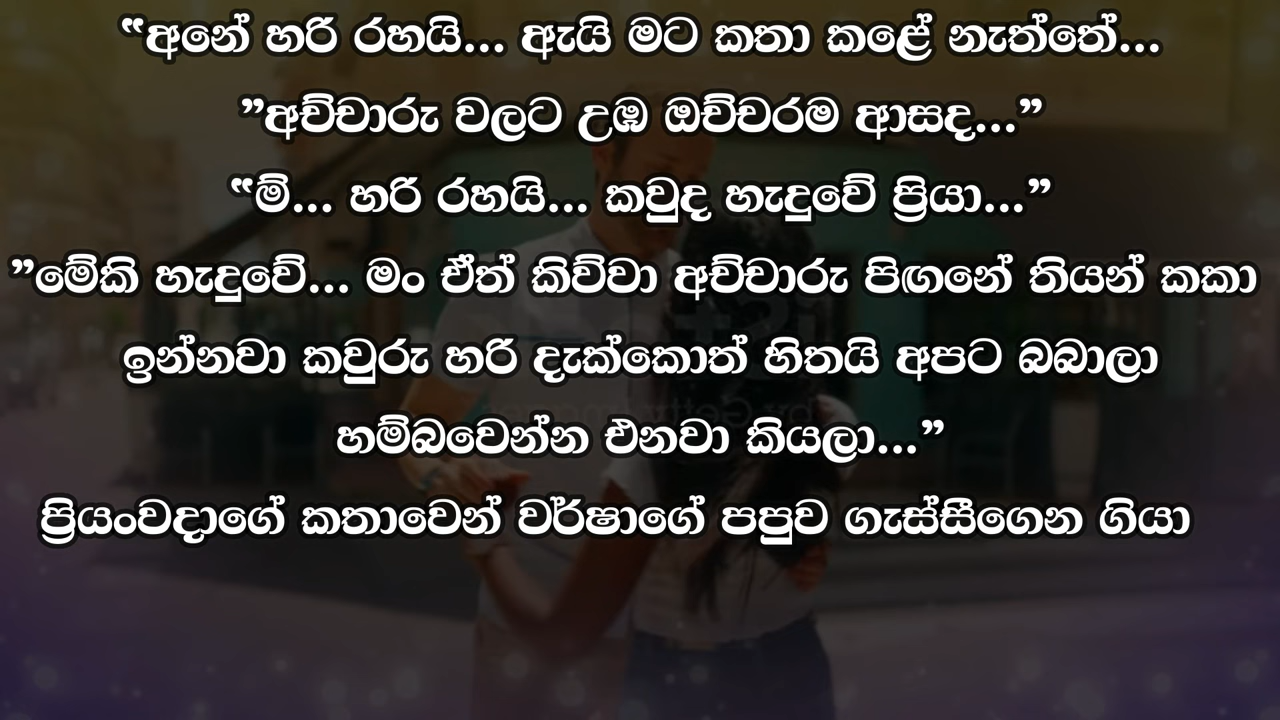 “අනේ හරි රහයි... ඇයි මට කතා කළේ නැත්තේ...
”අච්චාරු වලට උඹ ඔච්චරම ආසද...”
“ම්... හරි රහයි... කවුද හැදුවේ ප්‍රියා...”
”මේකි හැදුවේ... මං ඒත් කිව්වා අච්චාරු පිඟනේ තියන් කකා
ඉන්නවා කවුරු හරි දැක්කොත් හිතයි අපට බබාලා
හම්බවෙන්න එනවා කියලා...”
ප්‍රියංවදාගේ කතාවෙන් වර්ෂාගේ පපුව ගැස්සීගෙන ගියා